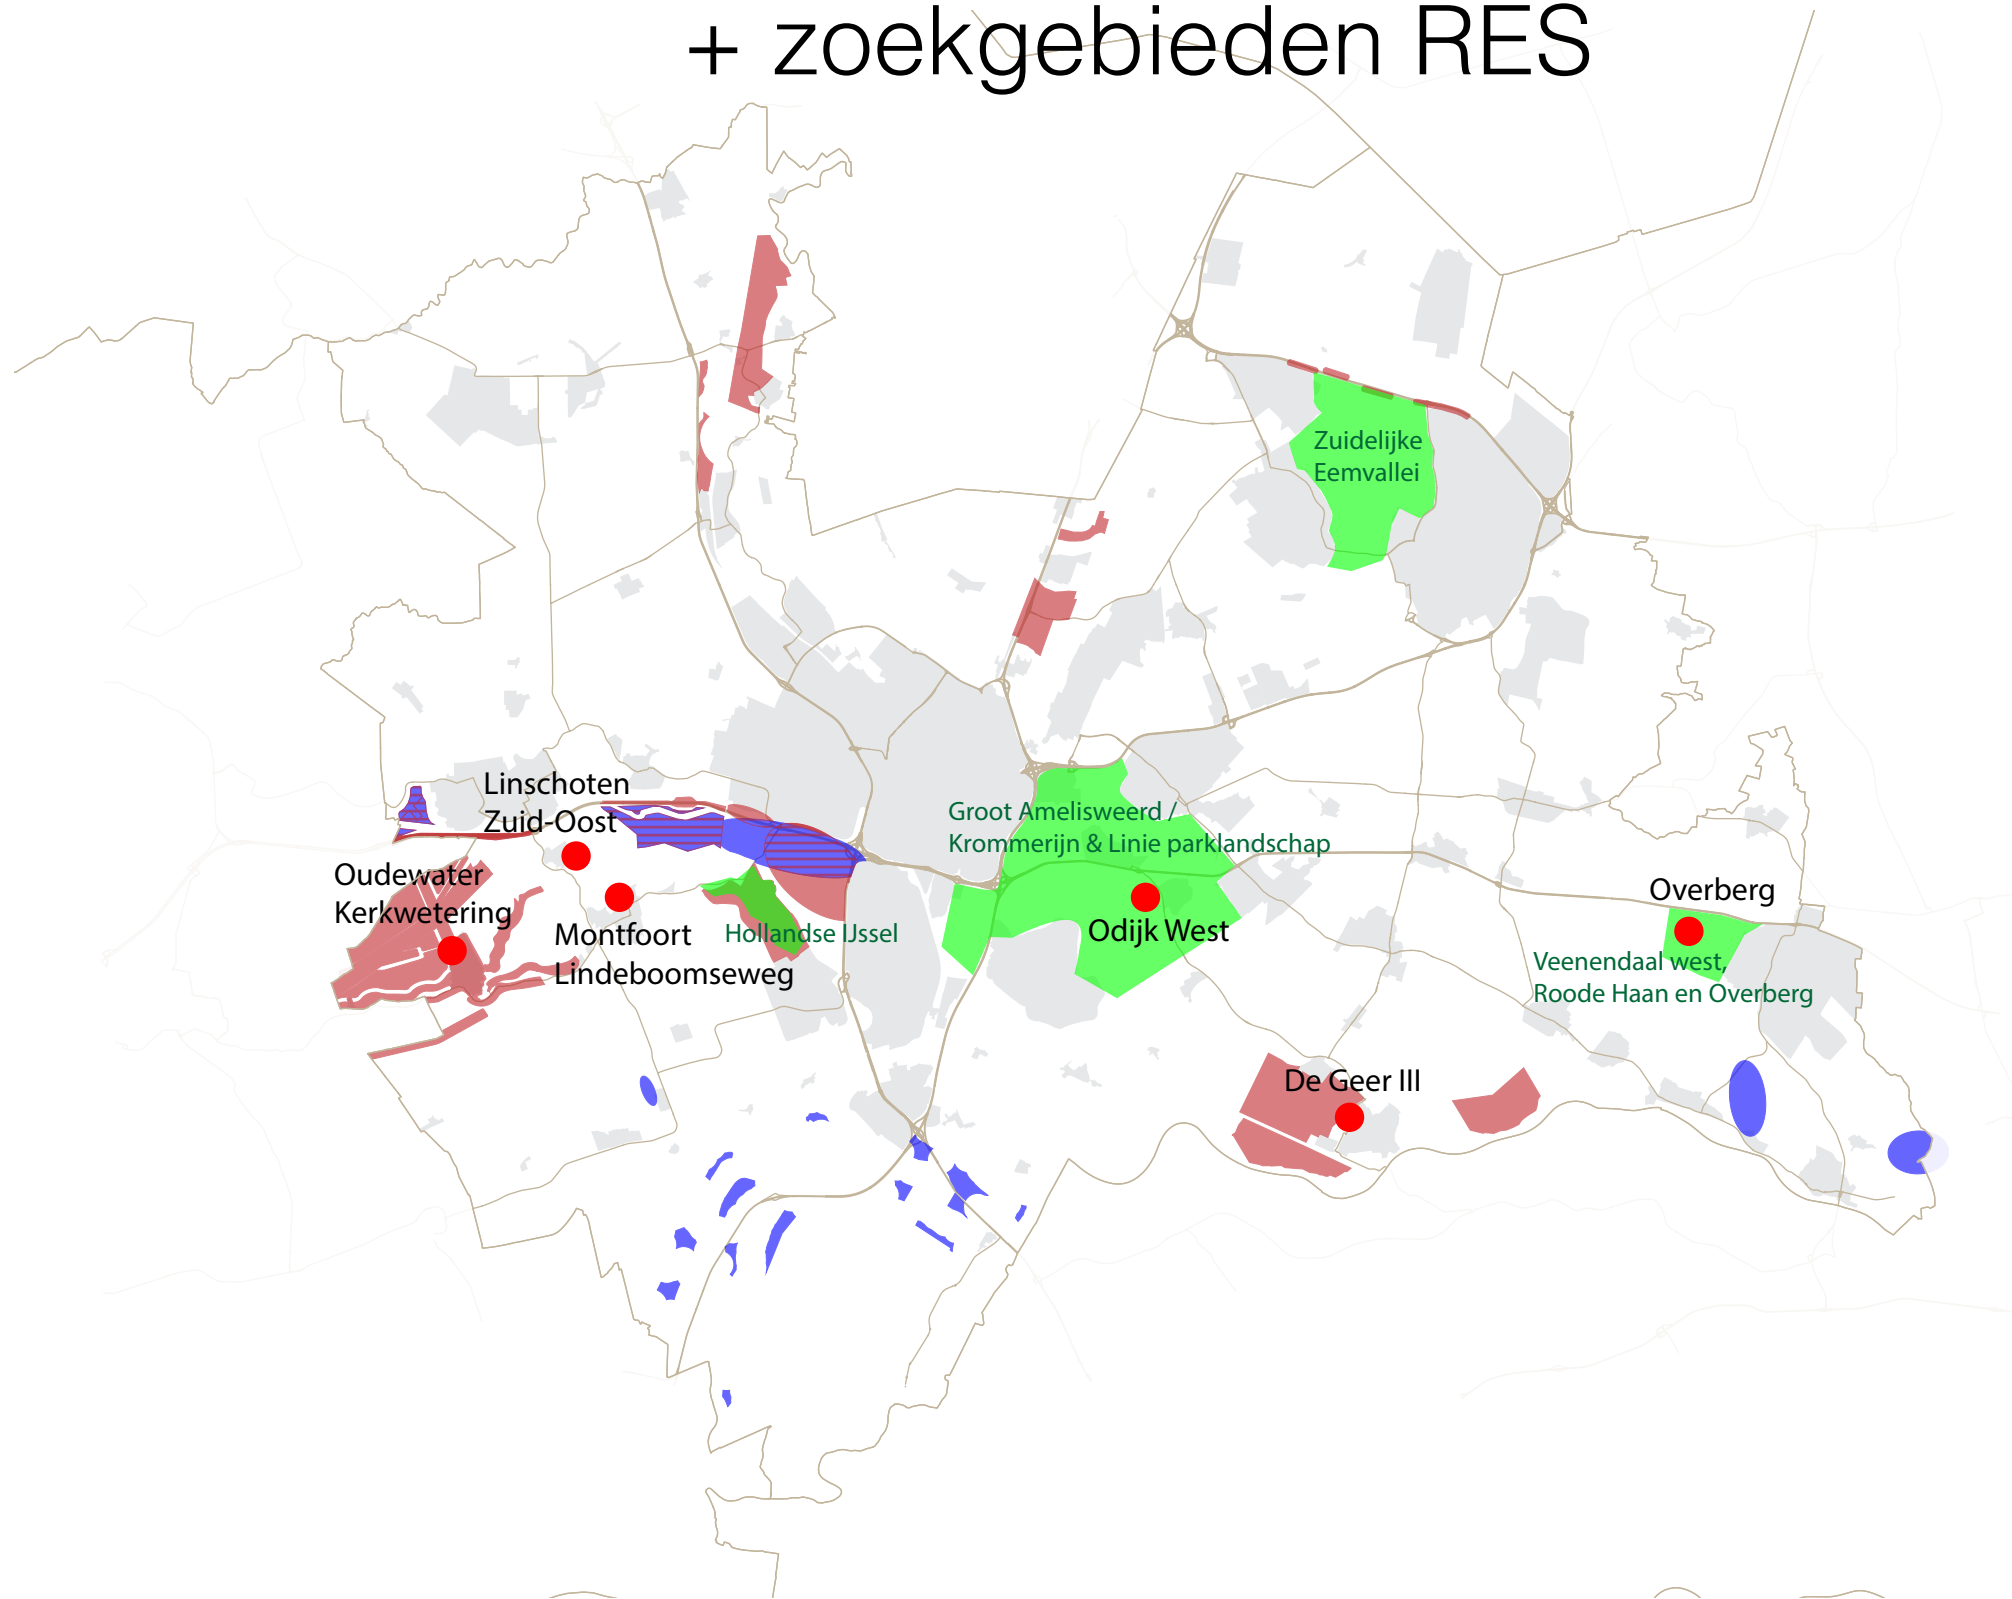 + zoekgebieden RES
Zuidelijke
Eemvallei
Linschoten
Zuid-Oost
Groot Amelisweerd /
Krommerijn & Linie parklandschap
Oudewater
Kerkwetering
Overberg
Montfoort
Lindeboomseweg
Hollandse IJssel
Odijk West
Veenendaal west,
Roode Haan en Overberg
De Geer III